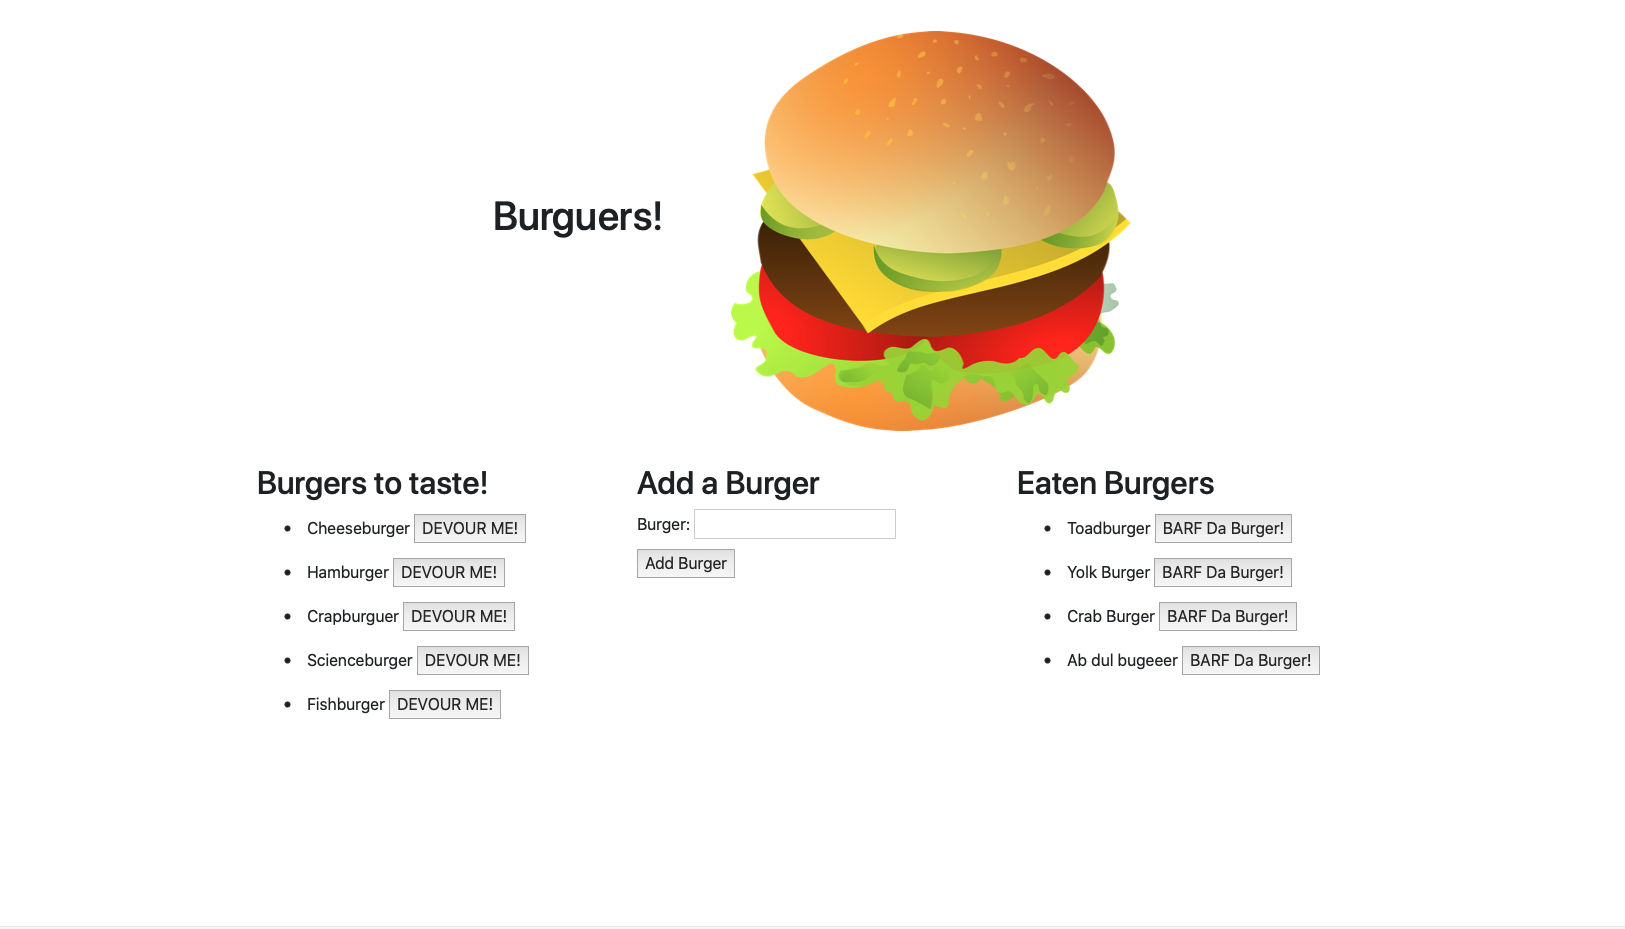 Burguers!
Burgers to taste!
Cheeseburger DEVOUR ME!
Hamburger DEVOUR ME!
Crapburguer DEVOUR ME!
Scienceburger DEVOUR ME!
Fishburger DEVOUR ME!
Add a Burger
Burger:
Add Burger
Eaten Burgers
Toadburger BARF Da Burger!
Yolk Burger BARF Da Burger!
Crab Burger BARF Da Burger!
Ab dul bugeeer BARF Da Burger!